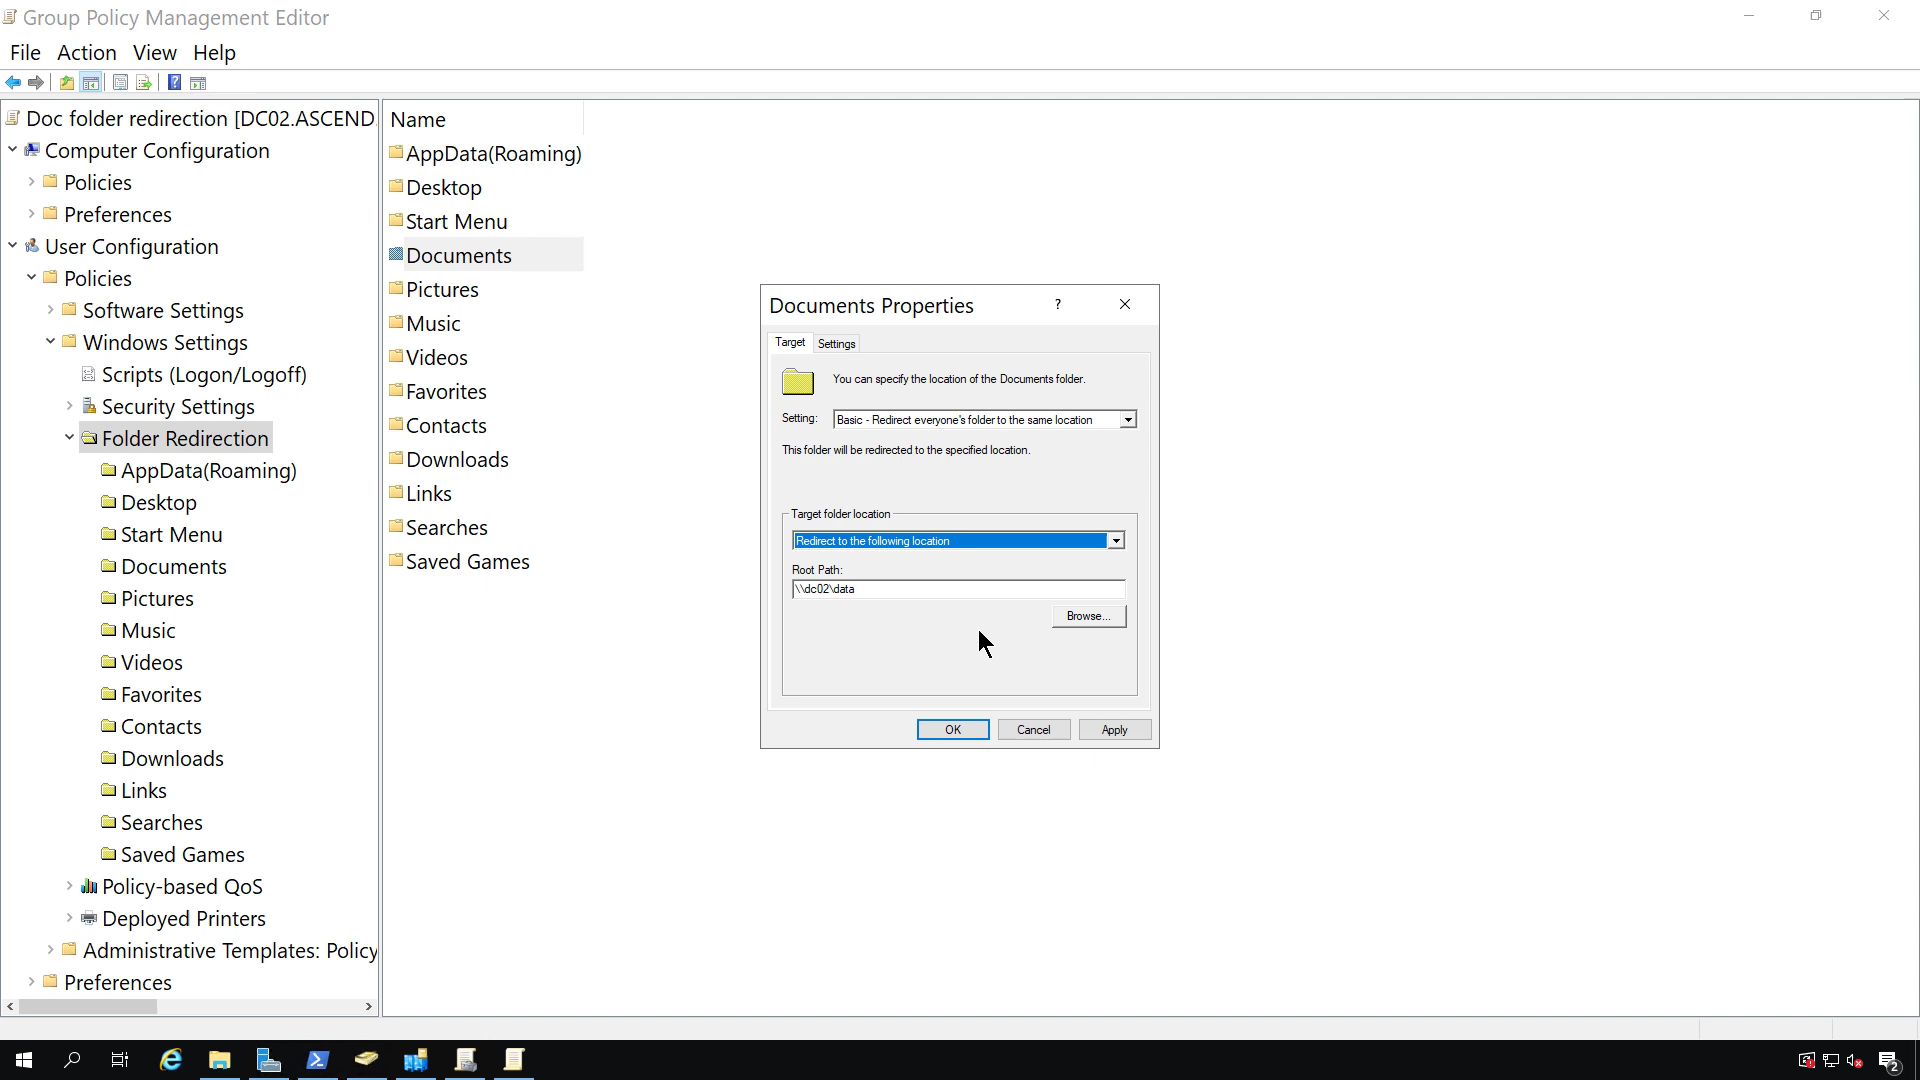 Group Policy Management Editor
File Action View Help
Doc folder redirection [DC02.ASCEND.
Computer Configuration
Policies
Preferences
User Configuration
Policies
Software Settings
Windows Settings
Scripts (Logon/Logoff)
Security Settings
Folder Redirection
AppData(Roaming)
Desktop
Start Menu
Documents
Pictures
Music
Videos
Favorites
Contacts
Downloads
Links
Searches
Saved Games
Policy-based QoS
Deployed Printers
Administrative Templates: Policy
Preferences
Name
AppData(Roaming)
Desktop
Start Menu
Documents
Pictures
Music
Videos
Favorites
Contacts
Downloads
Links
Searches
Saved Games
Documents Properties
?
Target Settings
You can specify the location of the Documents folder.
Setting: Basic - Redirect everyone's folder to the same location
This folder will be redirected to the specified location.
Target folder location
Redirect to the following location
Root Path:
\\dc02\data
Browse...
OK Cancel Apply
2